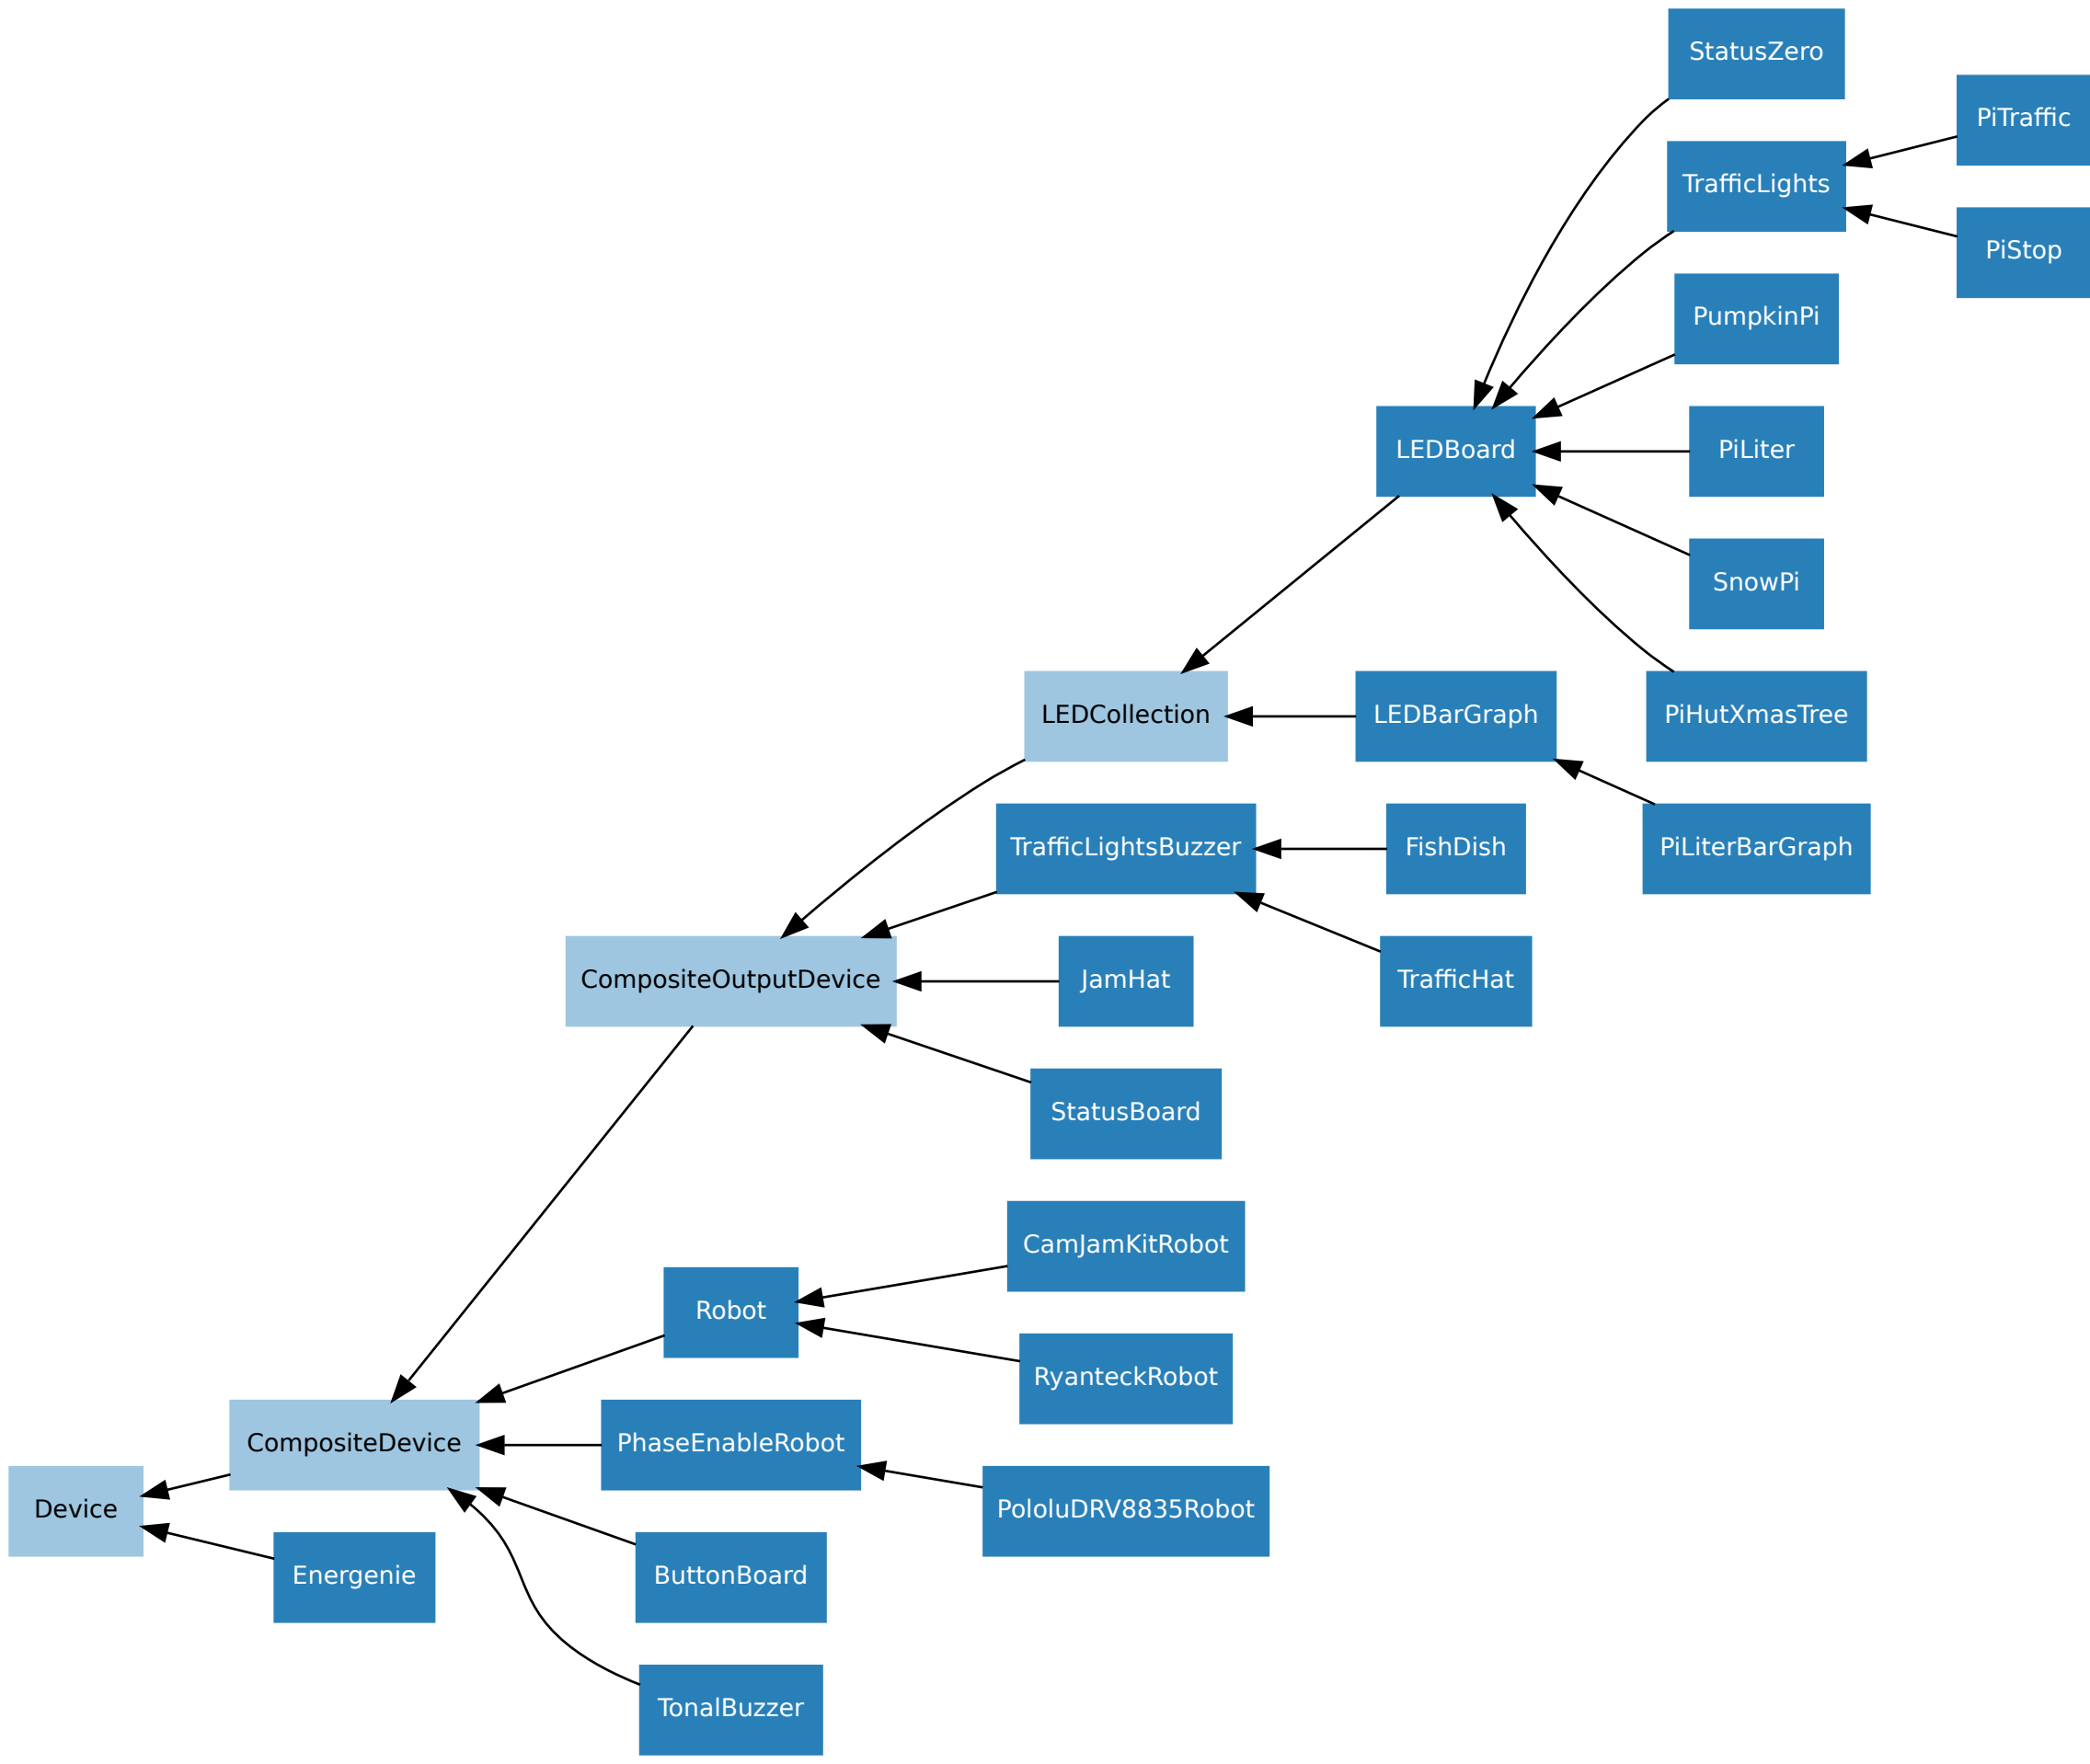 StatusZero
PiTraffic
TrafficLights
PiStop
PumpkinPi
LEDBoard
PiLiter
SnowPi
LEDCollection
LEDBarGraph
PiHutXmasTree
TrafficLightsBuzzer
FishDish
PiLiterBarGraph
CompositeOutputDevice
JamHat
TrafficHat
StatusBoard
CamJamKitRobot
Robot
RyanteckRobot
CompositeDevice
PhaseEnableRobot
Device
PololuDRV8835Robot
Energenie
ButtonBoard
TonalBuzzer